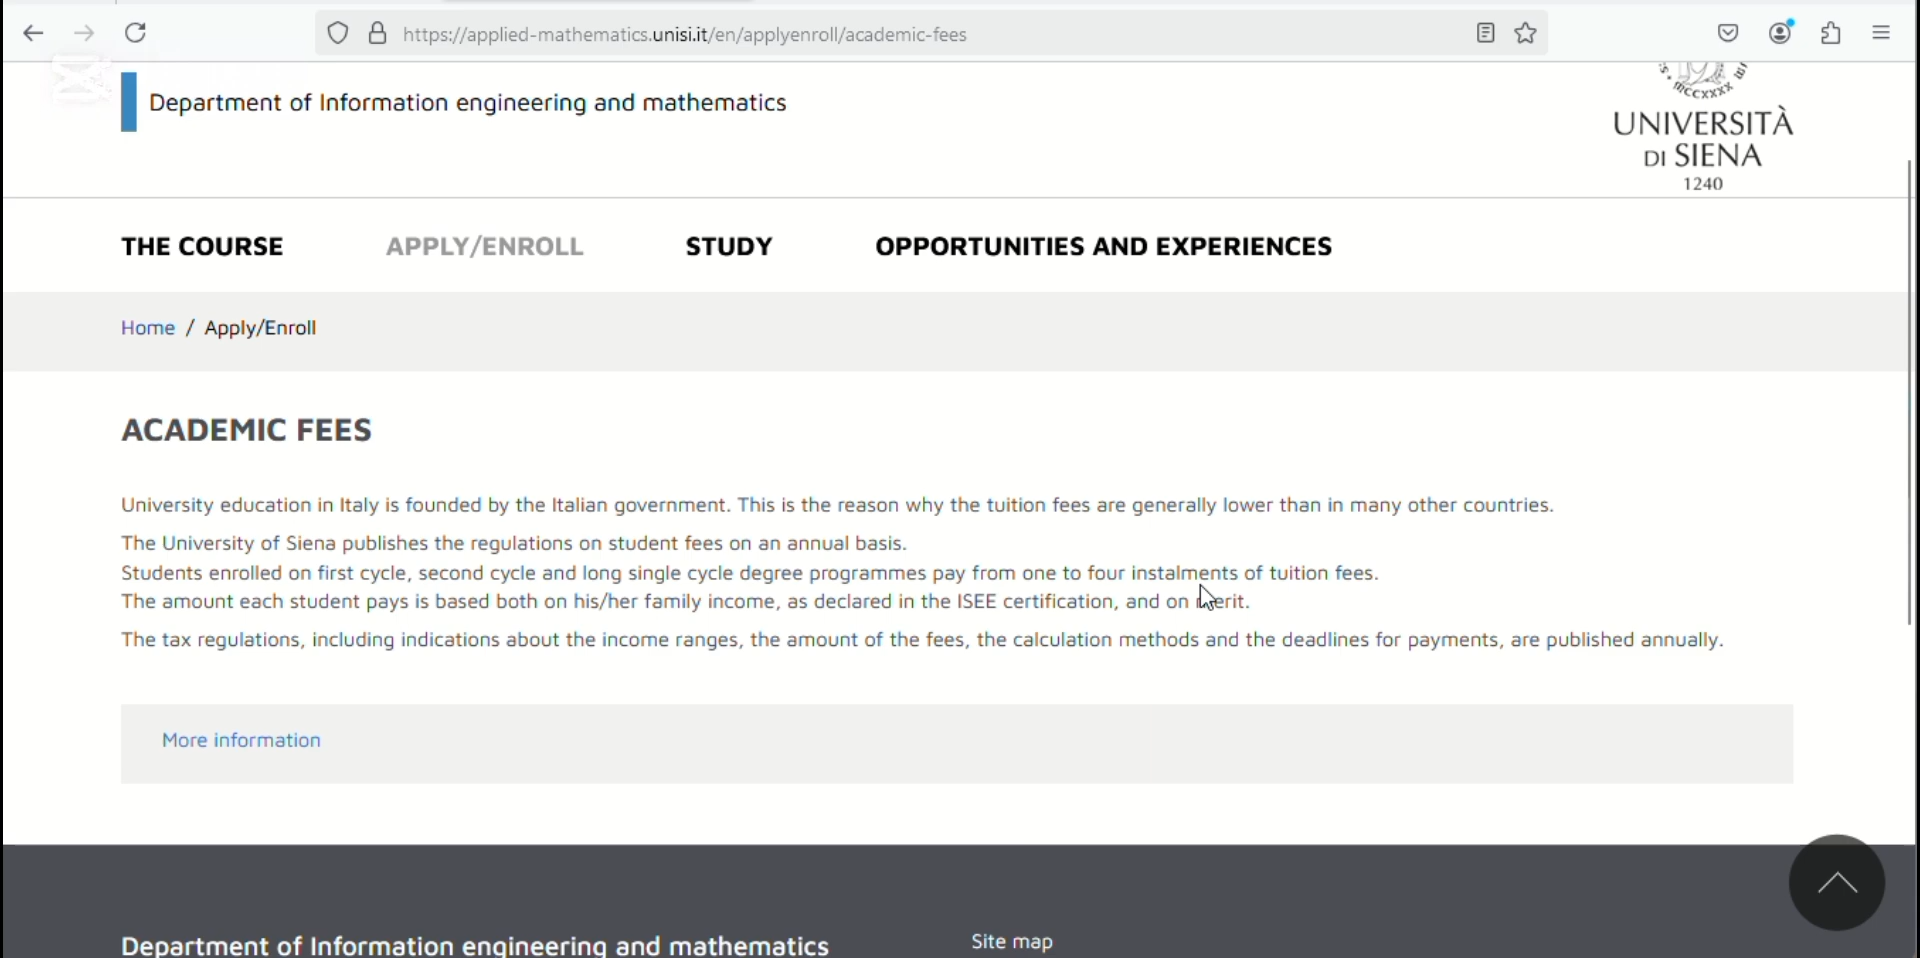 https://applied-mathematics.unisi.it/en/applyenroll/academic-fees
Department of Information engineering and mathematics
MCCXXXX
UNIVERSITÀ
DI SIENA
1240
THE COURSE
APPLY/ENROLL
STUDY
OPPORTUNITIES AND EXPERIENCES
Home / Apply/Enroll
ACADEMIC FEES
University education in Italy is founded by the Italian government. This is the reason why the tuition fees are generally lower than in many other countries.
The University of Siena publishes the regulations on student fees on an annual basis.
Students enrolled on first cycle, second cycle and long single cycle degree programmes pay from one to four instalments of tuition fees.
The amount each student pays is based both on his/her family income, as declared in the ISEE certification, and on merit.
The tax regulations, including indications about the income ranges, the amount of the fees, the calculation methods and the deadlines for payments, are published annually.
More information
Department of Information engineering and mathematics
Site map